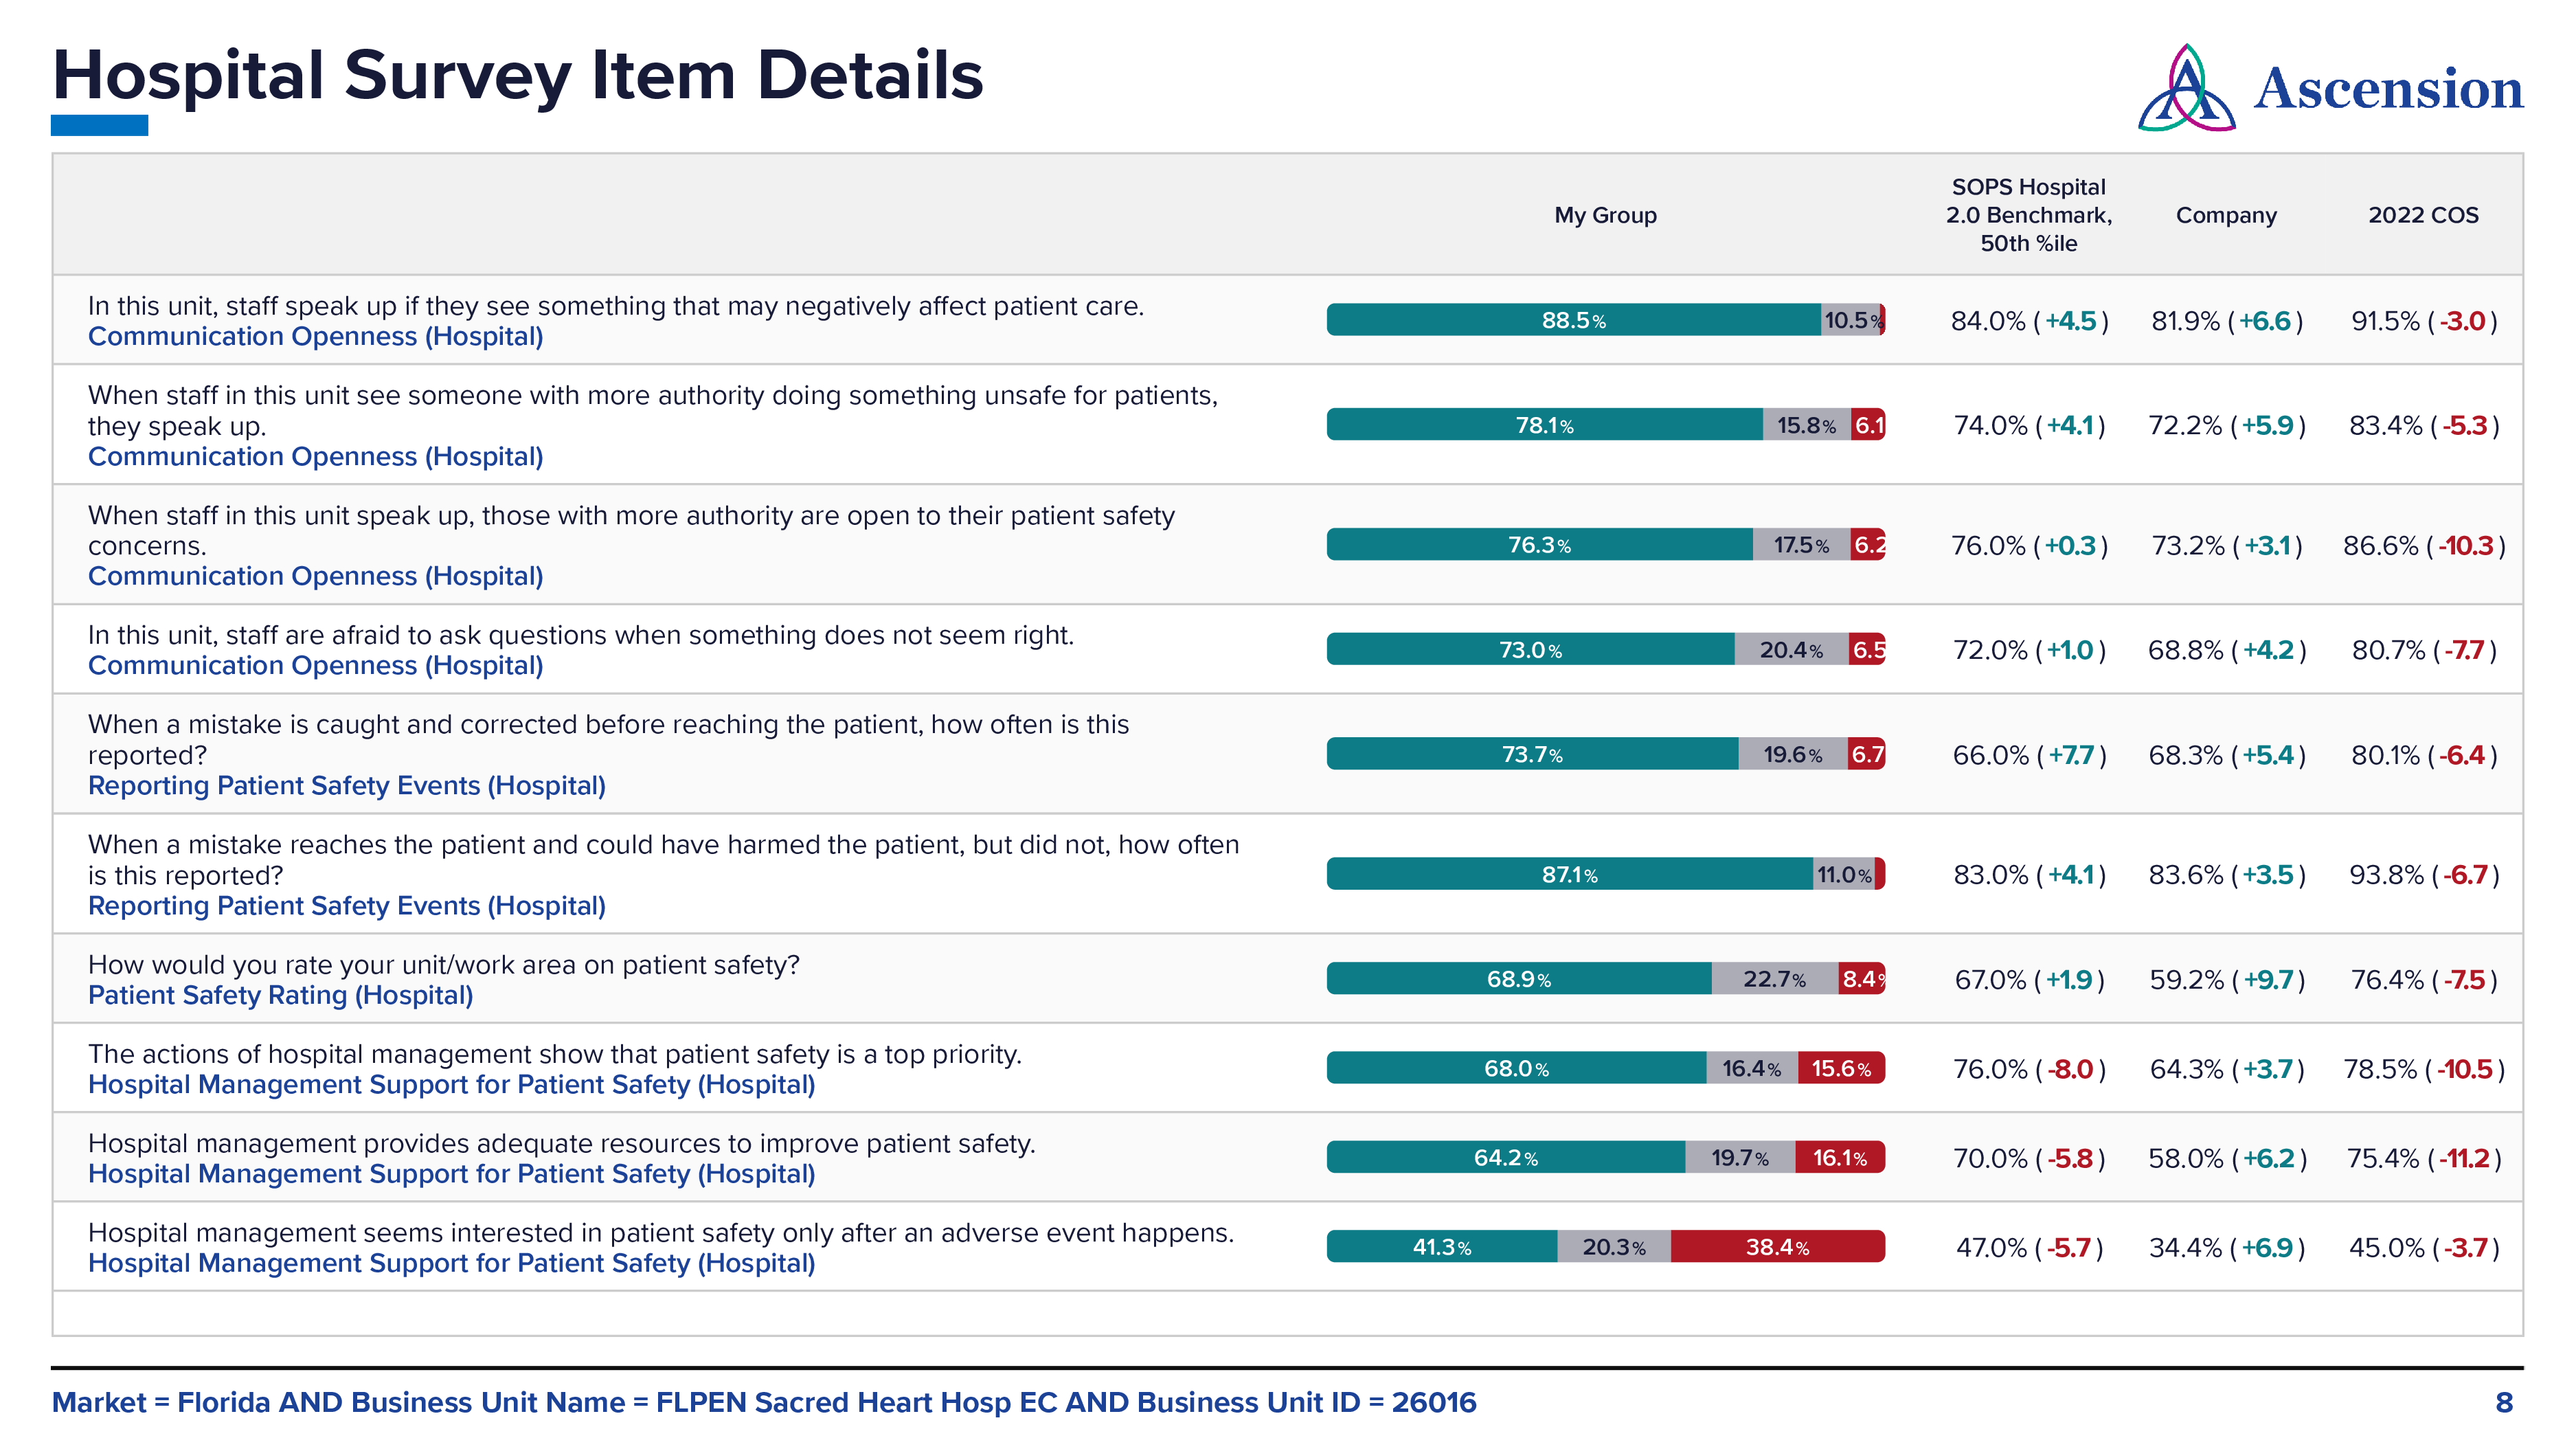 Hospital Survey Item Details
Ascension
My Group
SOPS Hospital
2.0 Benchmark,
50th %ile
Company
2022 COS
In this unit, staff speak up if they see something that may negatively affect patient care.
Communication Openness (Hospital)
88.5% 10.5% 84.0% ( +4.5 ) 81.9% ( +6.6 ) 91.5% ( -3.0 )
When staff in this unit see someone with more authority doing something unsafe for patients,
they speak up.
Communication Openness (Hospital)
78.1% 15.8% 6.1 74.0% ( +4.1 ) 72.2% ( +5.9 ) 83.4% ( -5.3 )
When staff in this unit speak up, those with more authority are open to their patient safety
concerns.
Communication Openness (Hospital)
76.3% 17.5% 6.2 76.0% ( +0.3 ) 73.2% ( +3.1 ) 86.6% ( -10.3 )
In this unit, staff are afraid to ask questions when something does not seem right.
Communication Openness (Hospital)
73.0% 20.4% 6.5 72.0% ( +1.0 ) 68.8% ( +4.2 ) 80.7% ( -7.7 )
When a mistake is caught and corrected before reaching the patient, how often is this
reported?
Reporting Patient Safety Events (Hospital)
73.7% 19.6% 6.7 66.0% ( +7.7 ) 68.3% ( +5.4 ) 80.1% ( -6.4 )
When a mistake reaches the patient and could have harmed the patient, but did not, how often
is this reported?
Reporting Patient Safety Events (Hospital)
87.1% 11.0% 83.0% ( +4.1 ) 83.6% ( +3.5 ) 93.8% ( -6.7 )
How would you rate your unit/work area on patient safety?
Patient Safety Rating (Hospital)
68.9% 22.7% 8.4% 67.0% ( +1.9 ) 59.2% ( +9.7 ) 76.4% ( -7.5 )
The actions of hospital management show that patient safety is a top priority.
Hospital Management Support for Patient Safety (Hospital)
68.0% 16.4% 15.6% 76.0% ( -8.0 ) 64.3% ( +3.7 ) 78.5% ( -10.5 )
Hospital management provides adequate resources to improve patient safety.
Hospital Management Support for Patient Safety (Hospital)
64.2% 19.7% 16.1% 70.0% ( -5.8 ) 58.0% ( +6.2 ) 75.4% ( -11.2 )
Hospital management seems interested in patient safety only after an adverse event happens.
Hospital Management Support for Patient Safety (Hospital)
41.3% 20.3% 38.4% 47.0% ( -5.7 ) 34.4% ( +6.9 ) 45.0% ( -3.7 )
Market = Florida AND Business Unit Name = FLPEN Sacred Heart Hosp EC AND Business Unit ID = 26016
8